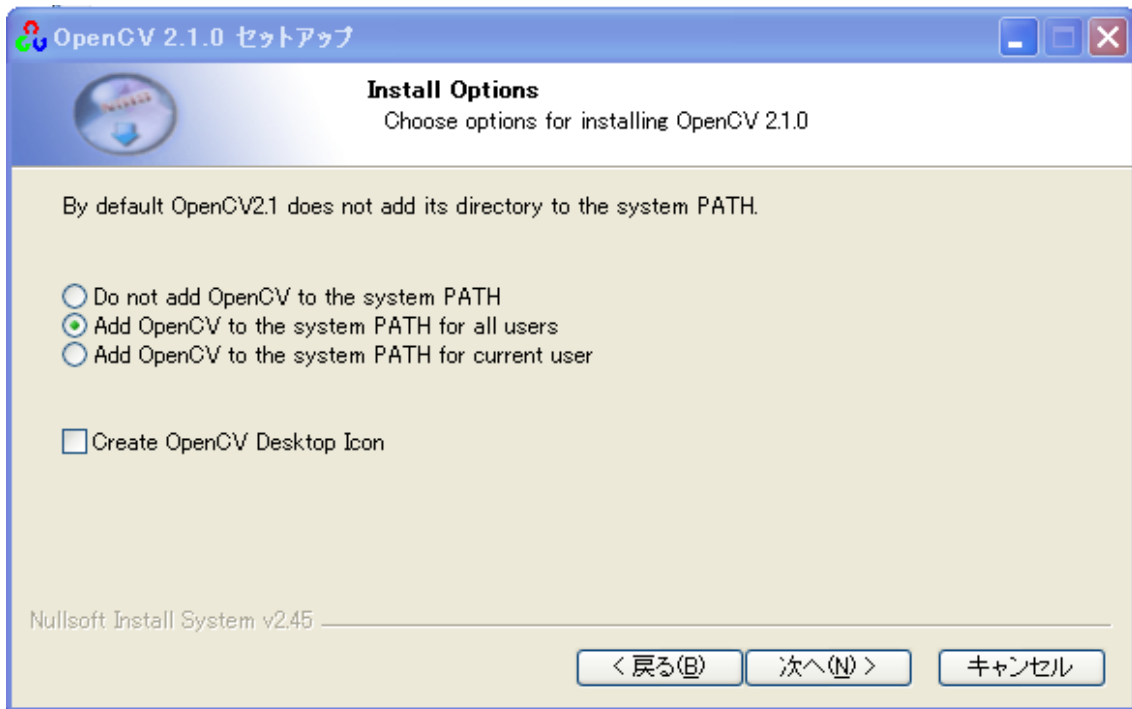 OpenCV 2.1.0 セットアップ
Install Options
Choose options for installing OpenCV 2.1.0
By default OpenCV2.1 does not add its directory to the system PATH.
Do not add OpenCV to the system PATH
Add OpenCV to the system PATH for all users
Add OpenCV to the system PATH for current user
Create OpenCV Desktop Icon
Nullsoft Install System v2.45
< 戻る(B) 次へ(N) > キャンセル